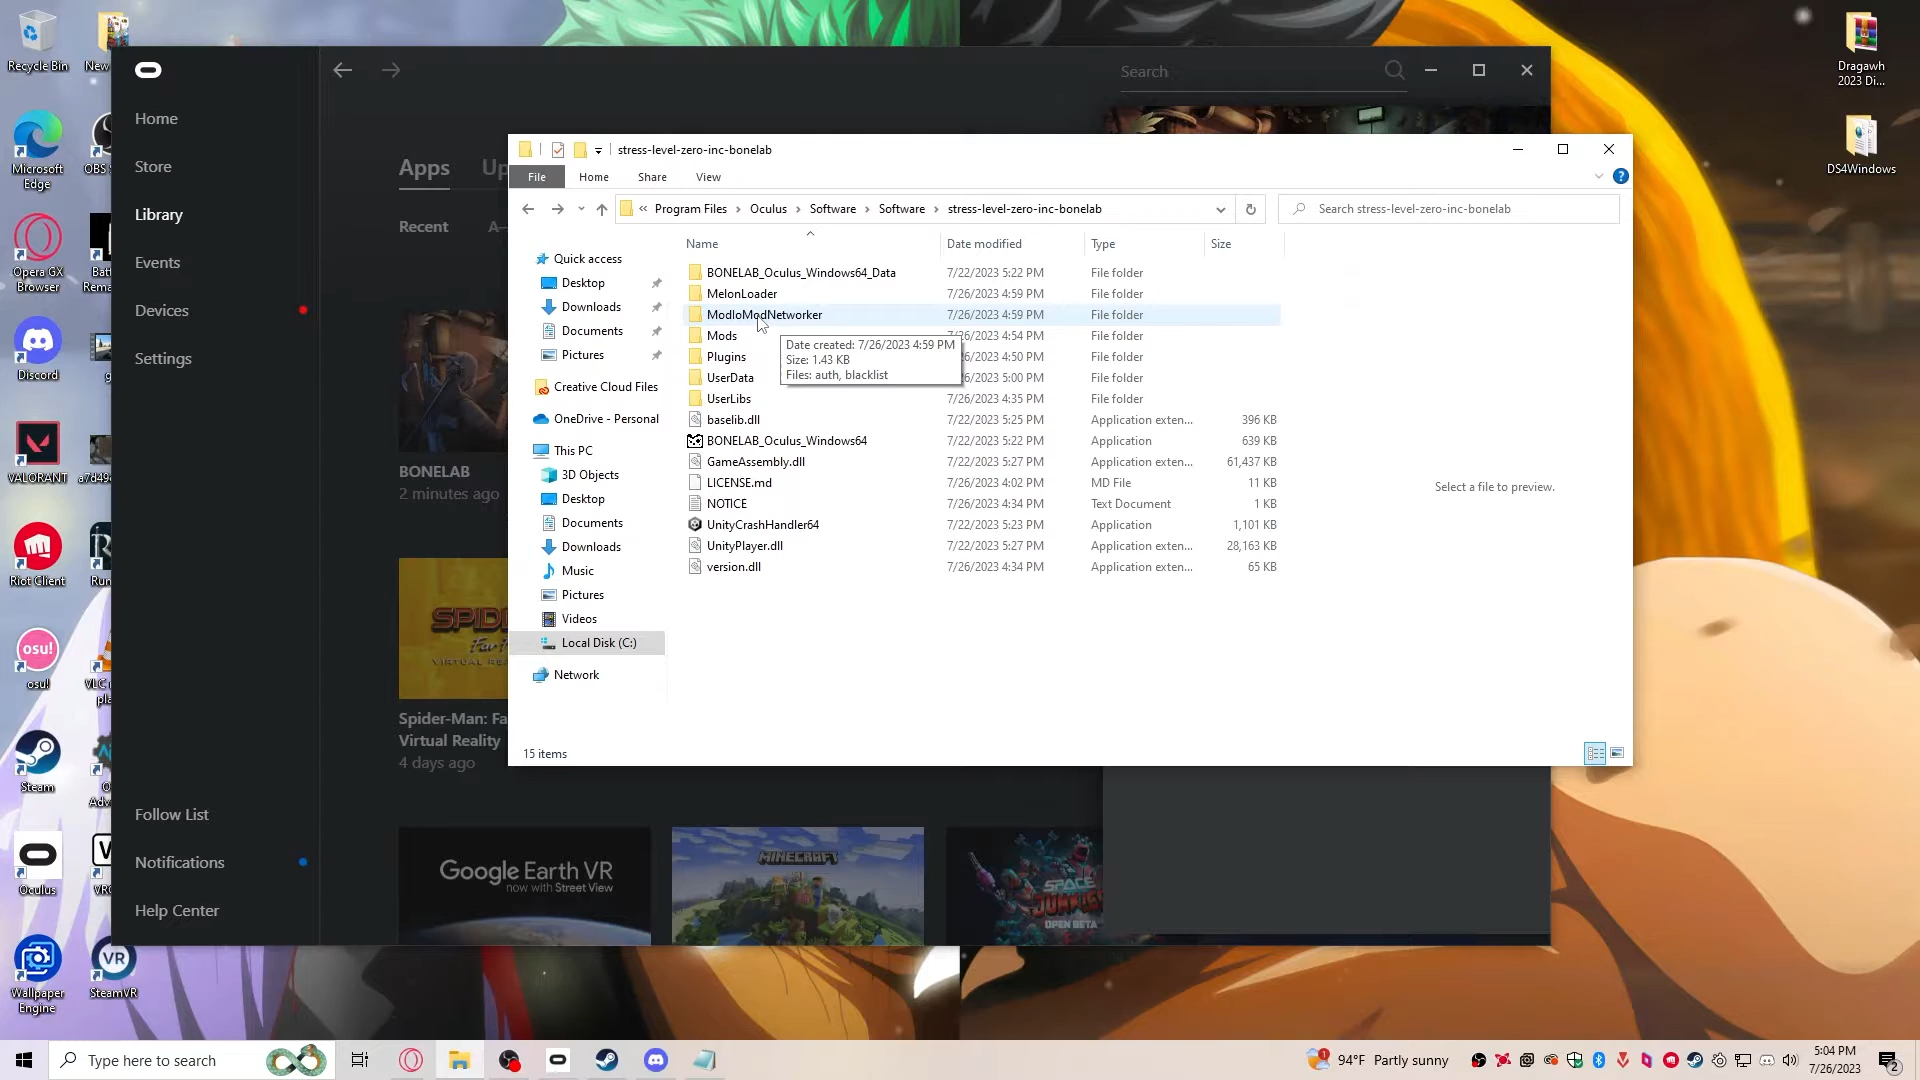 Recycle Bin
New
Microsoft
Edge
OBS S
Opera GX
Browser
Batt
Rema
Discord
g
VALORANT
a7d49
Riot Client
Run
osu!
osu!
VLC
pla
Steam
O
Adv
Oculus
VR
Wallpaper
Engine
VR
SteamVR
Dragawh
2023 Di...
DS4Windows
Home
Store
Library
Events
Devices
Settings
Follow List
Notifications
Help Center
Search
Apps
Up
Recent
A-
BONELAB
2 minutes ago
Spider-Man: Fa
Virtual Reality
4 days ago
Google Earth VR
now with Street View
MINECRAFT
SPACE
JUNKIES
OPEN BETA
stress-level-zero-inc-bonelab
File
Home
Share
View
« Program Files › Oculus › Software › Software › stress-level-zero-inc-bonelab
Search stress-level-zero-inc-bonelab
Quick access
Desktop
Downloads
Documents
Pictures
Creative Cloud Files
OneDrive - Personal
This PC
3D Objects
Desktop
Documents
Downloads
Music
Pictures
Videos
Local Disk (C:)
Network
Name Date modified Type Size
BONELAB_Oculus_Windows64_Data 7/22/2023 5:22 PM File folder
MelonLoader 7/26/2023 4:59 PM File folder
ModIoModNetworker 7/26/2023 4:59 PM File folder
Mods 4:54 PM File folder
Plugins 4:50 PM File folder
UserData 5:00 PM File folder
UserLibs 7/26/2023 4:35 PM File folder
baselib.dll 7/22/2023 5:25 PM Application exten... 396 KB
BONELAB_Oculus_Windows64 7/22/2023 5:22 PM Application 639 KB
GameAssembly.dll 7/22/2023 5:27 PM Application exten... 61,437 KB
LICENSE.md 7/26/2023 4:02 PM MD File 11 KB
NOTICE 7/26/2023 4:34 PM Text Document 1 KB
UnityCrashHandler64 7/22/2023 5:23 PM Application 1,101 KB
UnityPlayer.dll 7/22/2023 5:27 PM Application exten... 28,163 KB
version.dll 7/26/2023 4:34 PM Application exten... 65 KB
Date created: 7/26/2023 4:59 PM
Size: 1.43 KB
Files: auth, blacklist
Select a file to preview.
15 items
Type here to search
94°F Partly sunny
5:04 PM
7/26/2023
2